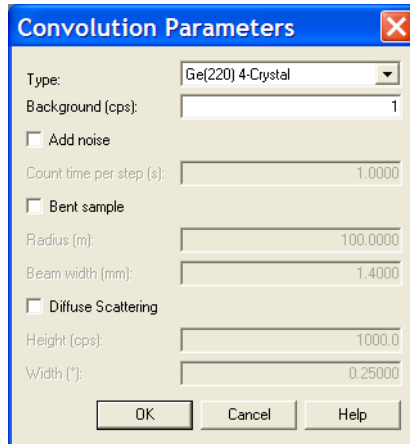 Convolution Parameters
Type: Ge(220) 4-Crystal
Background (cps): 1
Add noise
Count time per step (s): 1.0000
Bent sample
Radius (m): 100.0000
Beam width (mm): 1.4000
Diffuse Scattering
Height (cps): 1000.0
Width (°): 0.25000
OK Cancel Help